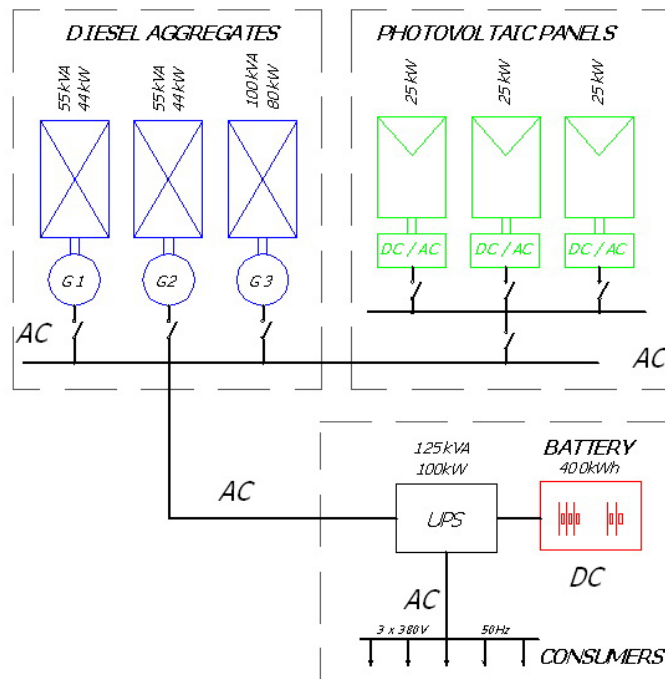 DIESEL AGGREGATES
55kVA
44kW
55kVA
44kW
100kVA
80kW
G1
G2
G3
AC
PHOTOVOLTAIC PANELS
25kW
25kW
25kW
DC / AC
DC / AC
DC / AC
AC
AC
125kVA
100kW
UPS
BATTERY
400kWh
DC
AC
3 x 380V
50Hz
CONSUMERS